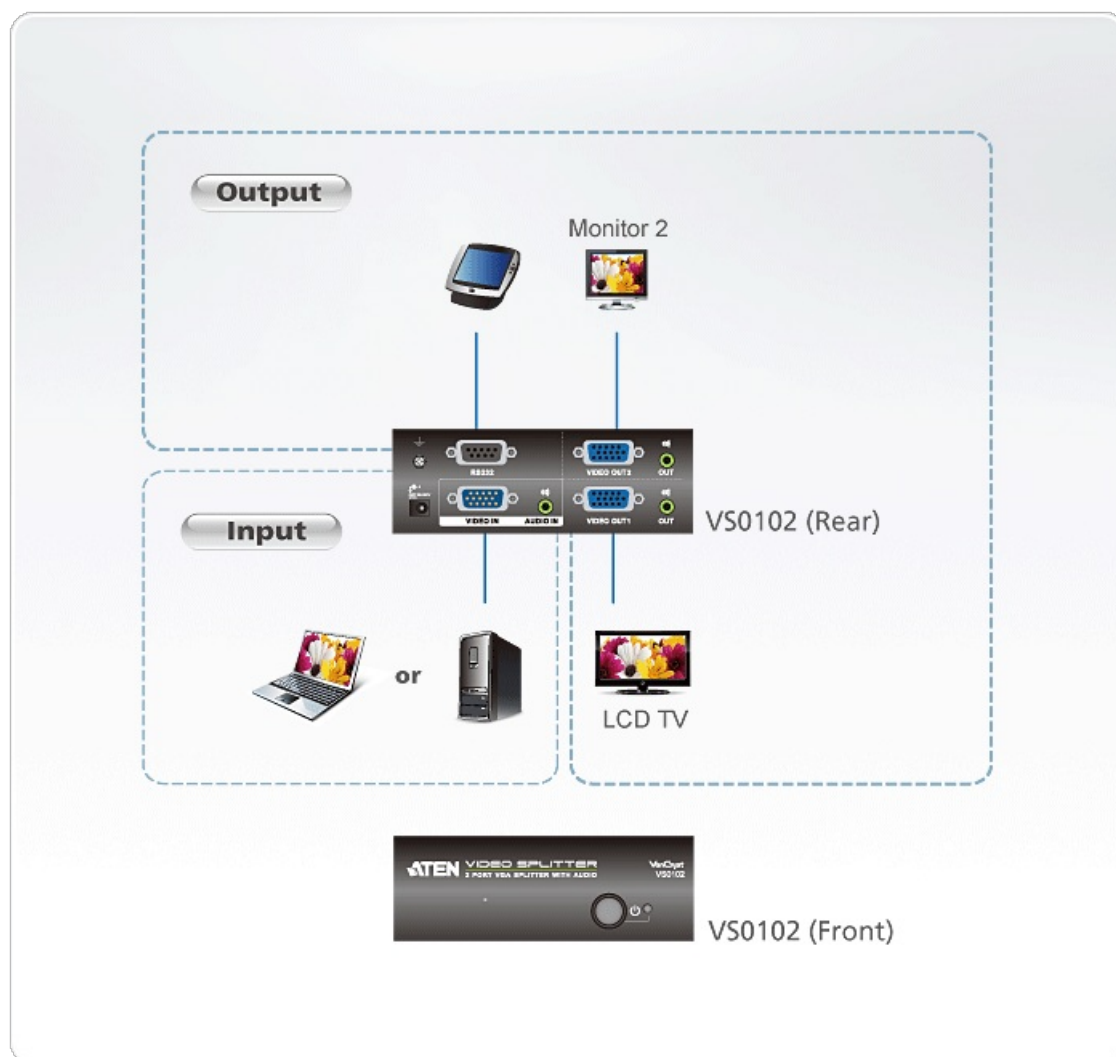 Output
Monitor 2
RS232
VIDEO OUT2
OUT
VIDEO IN
AUDIO IN
VIDEO OUT1
OUT
VS0102 (Rear)
Input
or
LCD TV
ATEN VIDEO SPLITTER
2 PORT VGA SPLITTER WITH AUDIO
VanCryst
VS0102
VS0102 (Front)